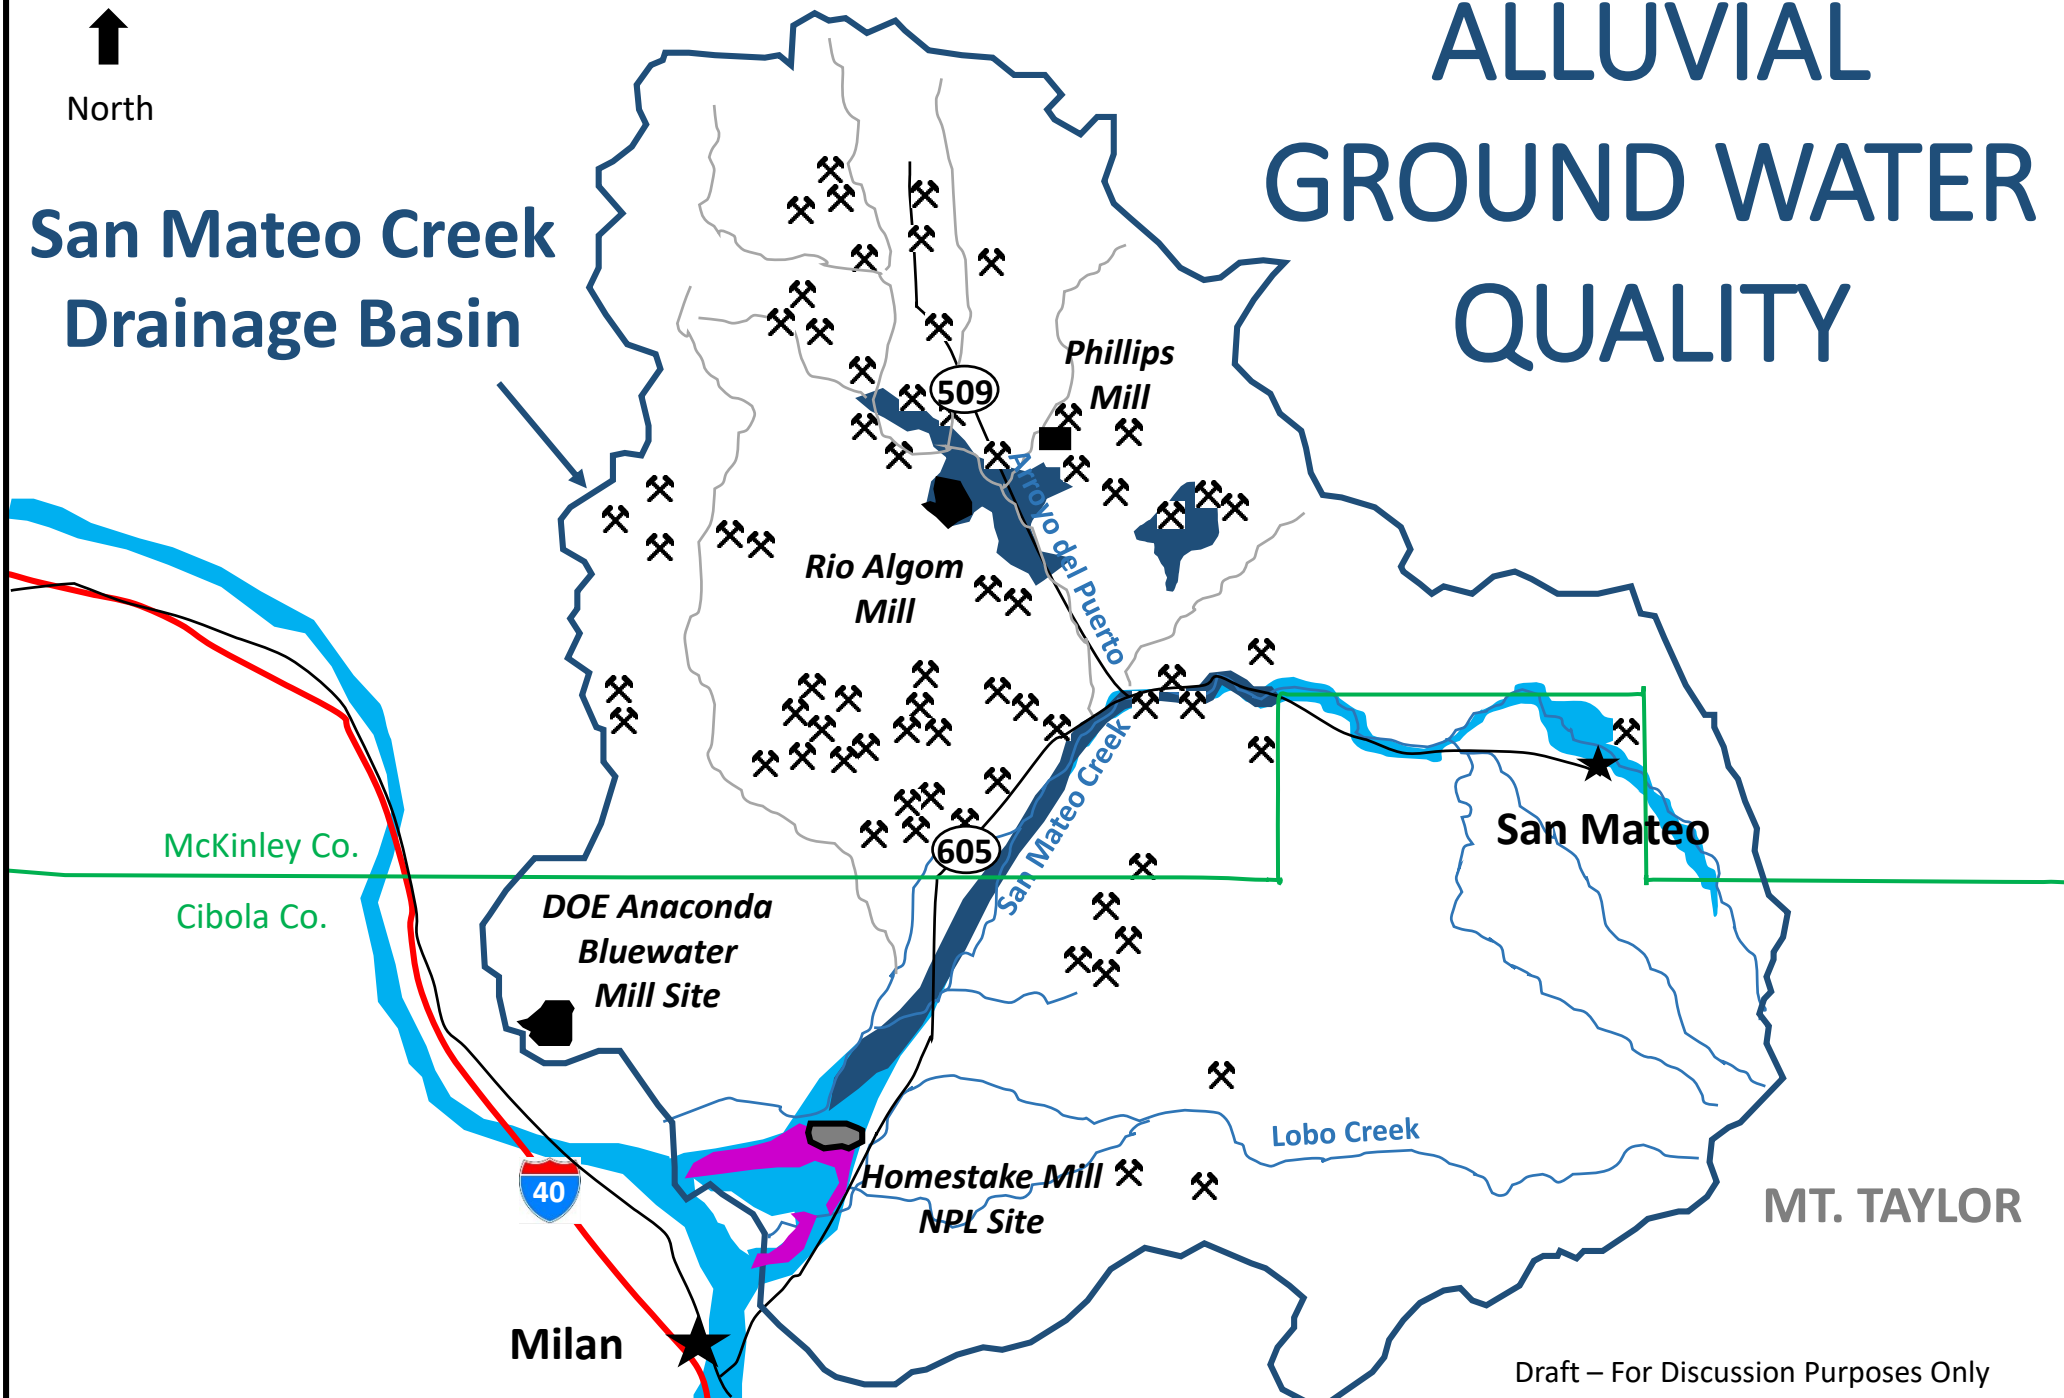 ALLUVIAL
GROUND WATER
QUALITY
North
San Mateo Creek
Drainage Basin
Phillips
Mill
509
Arroyo del Puerto
Rio Algom
Mill
San Mateo Creek
San Mateo
605
McKinley Co.
Cibola Co.
DOE Anaconda
Bluewater
Mill Site
Lobo Creek
Homestake Mill
NPL Site
40
MT. TAYLOR
Milan
Draft – For Discussion Purposes Only